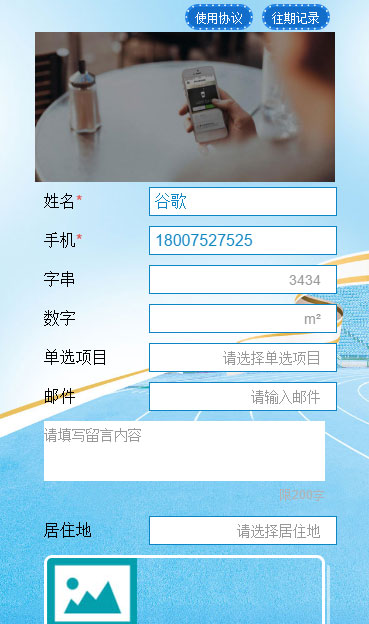 使用协议 往期记录
姓名* 谷歌
手机* 18007527525
字串 3434
数字 m²
单选项目 请选择单选项目
邮件 请输入邮件
请填写留言内容
限200字
居住地 请选择居住地